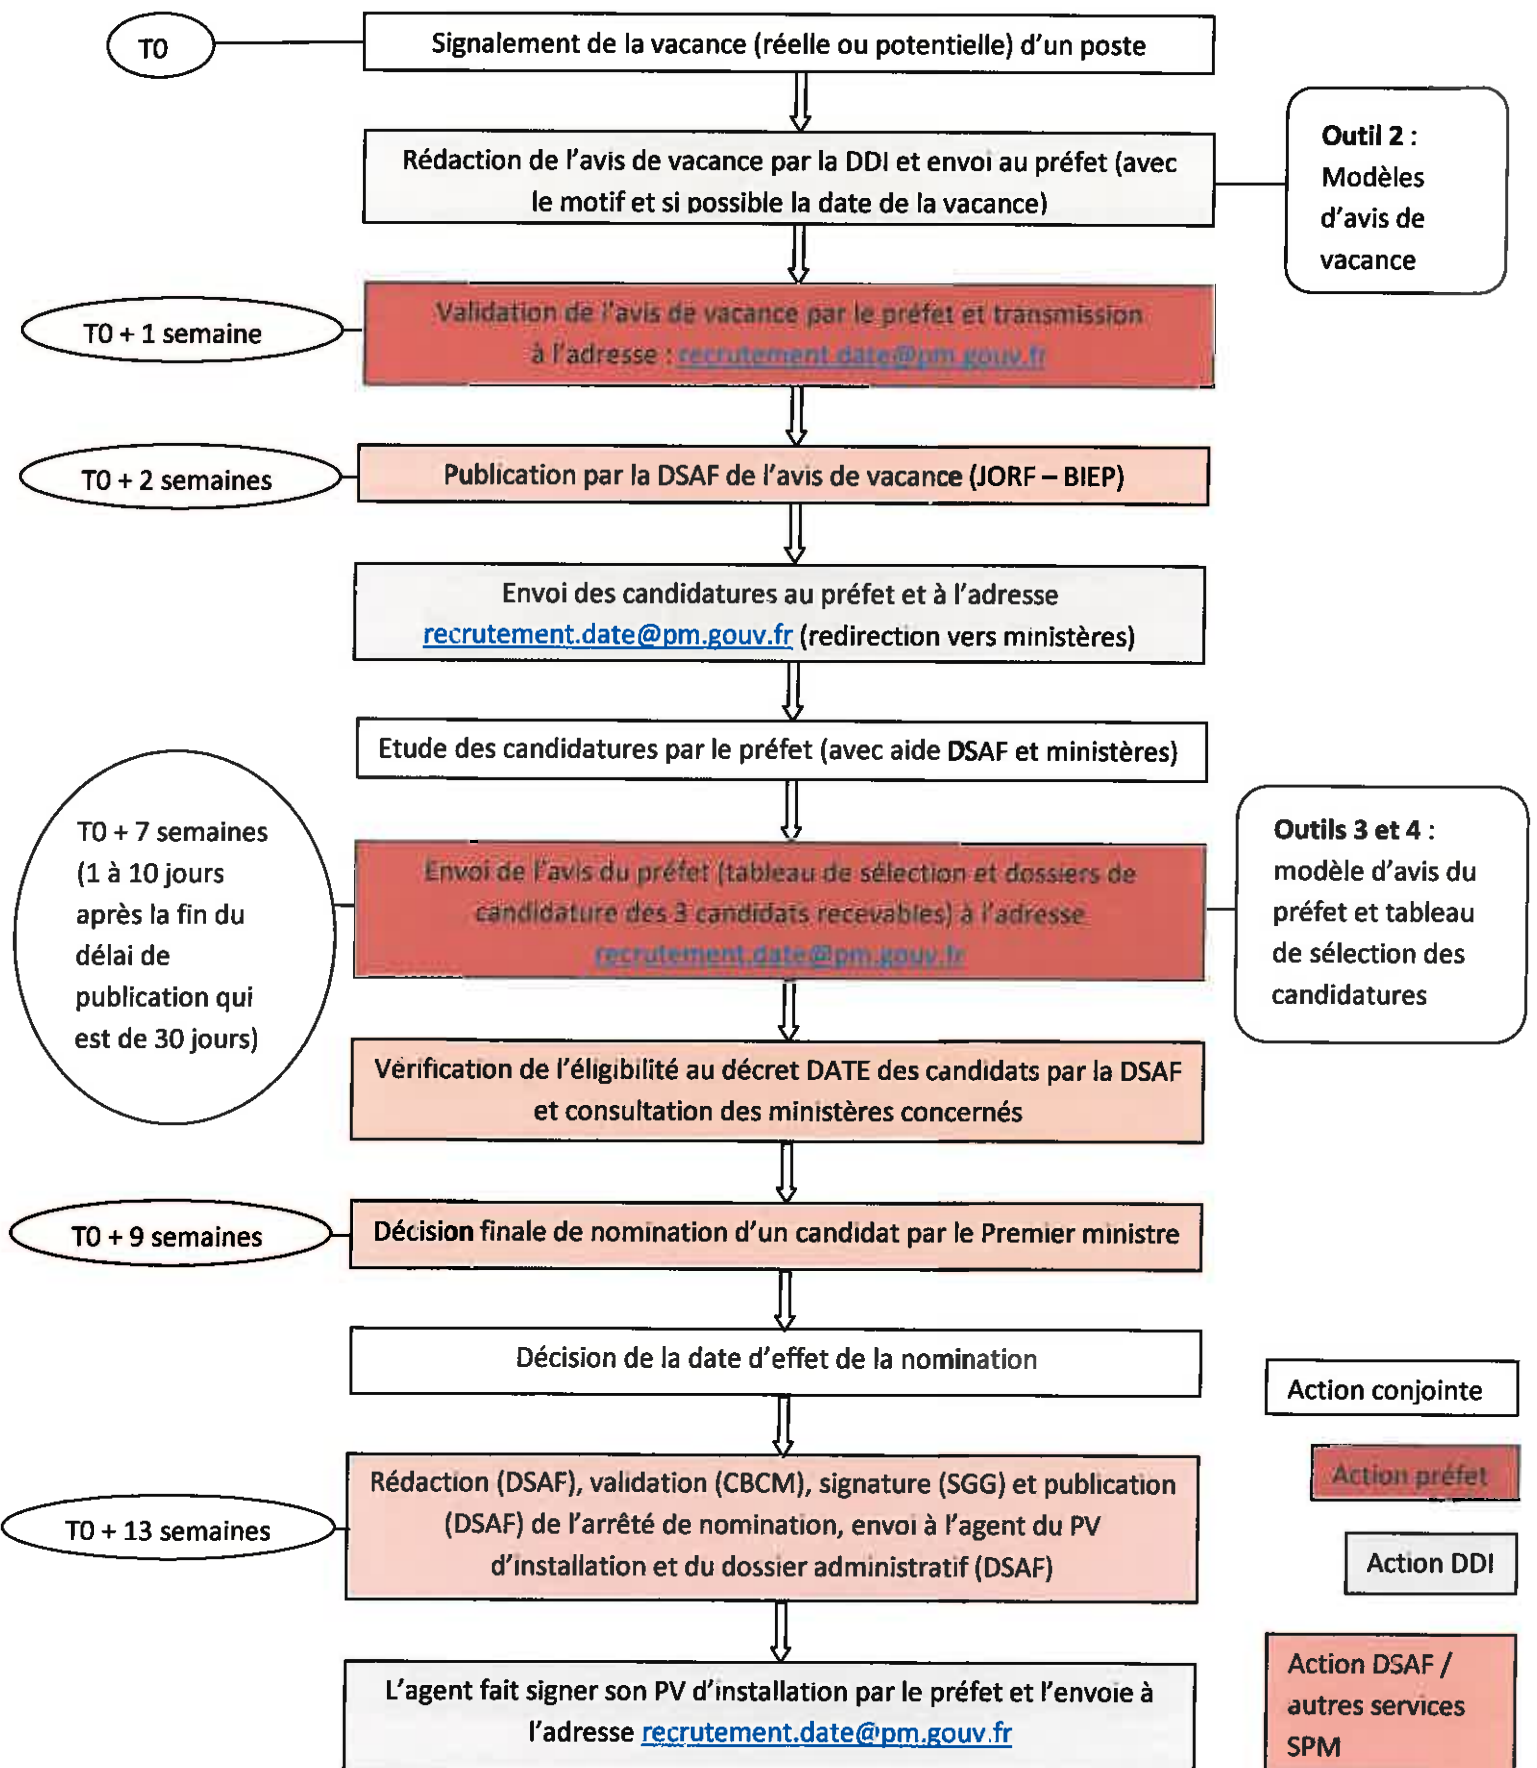 T0
Signalement de la vacance (réelle ou potentielle) d'un poste
Rédaction de l'avis de vacance par la DDI et envoi au préfet (avec
le motif et si possible la date de la vacance)
Outil 2 :
Modèles
d'avis de
vacance
T0 + 1 semaine
Validation de l'avis de vacance par le préfet et transmission
à l'adresse : recrutement.date@pm.gouv.fr
T0 + 2 semaines
Publication par la DSAF de l'avis de vacance (JORF – BIEP)
Envoi des candidatures au préfet et à l'adresse
recrutement.date@pm.gouv.fr (redirection vers ministères)
Etude des candidatures par le préfet (avec aide DSAF et ministères)
T0 + 7 semaines
(1 à 10 jours
après la fin du
délai de
publication qui
est de 30 jours)
Envoi de l'avis du préfet (tableau de sélection et dossiers de
candidature des 3 candidats recevables) à l'adresse
recrutement.date@pm.gouv.fr
Outils 3 et 4 :
modèle d'avis du
préfet et tableau
de sélection des
candidatures
Vérification de l'éligibilité au décret DATE des candidats par la DSAF
et consultation des ministères concernés
T0 + 9 semaines
Décision finale de nomination d'un candidat par le Premier ministre
Décision de la date d'effet de la nomination
T0 + 13 semaines
Rédaction (DSAF), validation (CBCM), signature (SGG) et publication
(DSAF) de l'arrêté de nomination, envoi à l'agent du PV
d'installation et du dossier administratif (DSAF)
L'agent fait signer son PV d'installation par le préfet et l'envoie à
l'adresse recrutement.date@pm.gouv.fr
Action conjointe
Action préfet
Action DDI
Action DSAF /
autres services
SPM